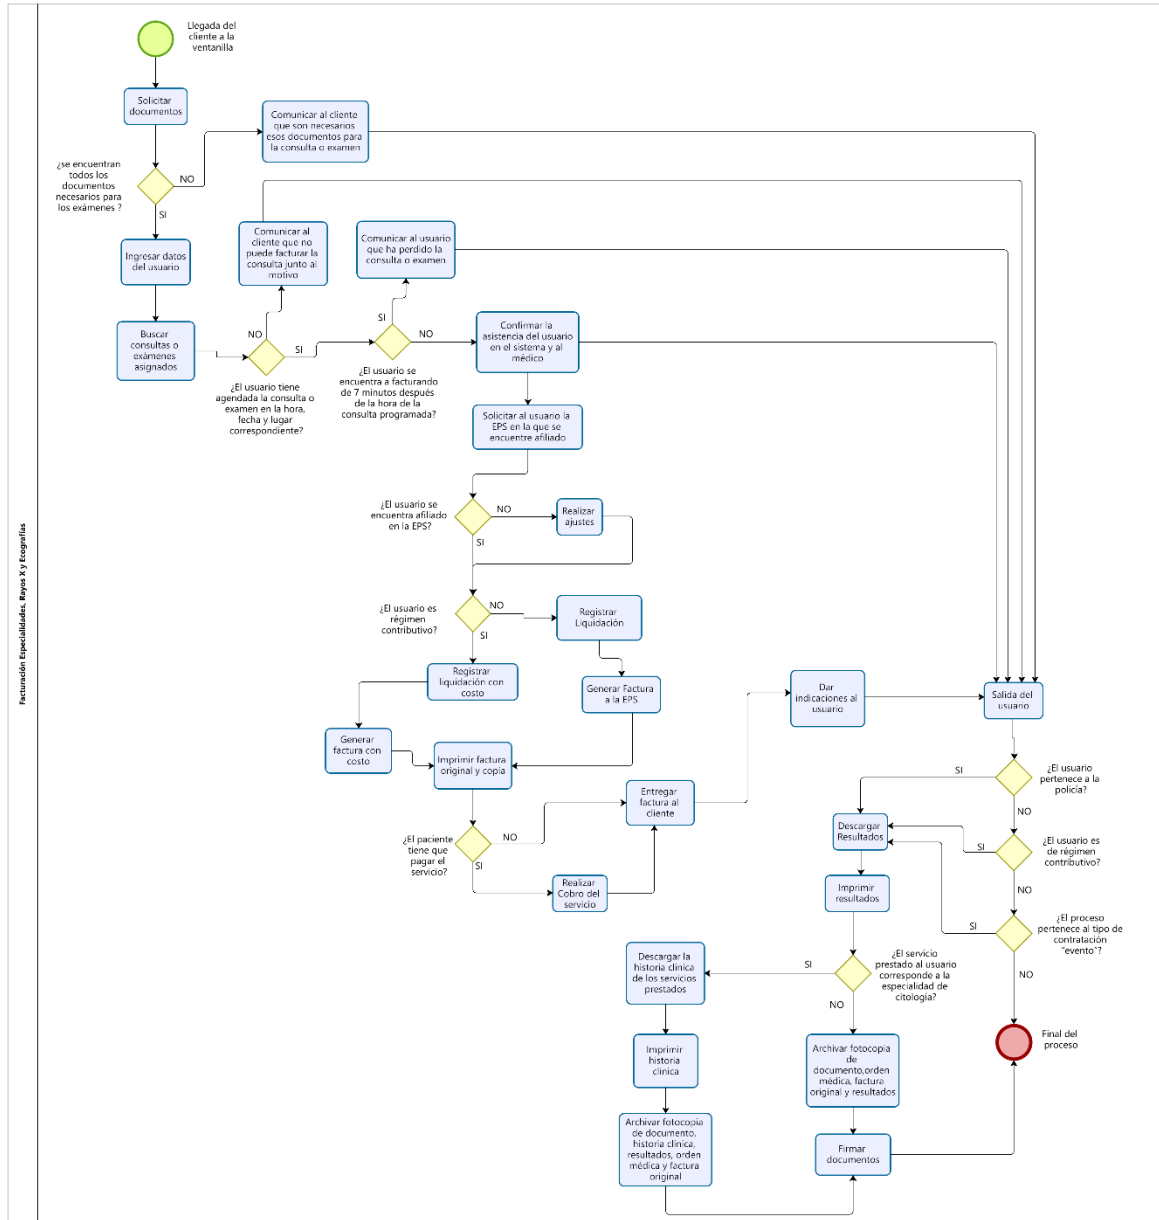 Facturación Especialidades, Rayos X y Ecografías
Llegada del
cliente a la
ventanilla
Solicitar
documentos
Comunicar al cliente
que son necesarios
esos documentos para
la consulta o examen
¿se encuentran
todos los
documentos
necesarios para
los exámenes ?
NO
SI
Ingresar datos
del usuario
Comunicar al
cliente que no
puede facturar la
consulta junto al
motivo
Comunicar al usuario
que ha perdido la
consulta o examen
Buscar
consultas o
exámenes
asignados
NO
SI
¿El usuario tiene
agendada la consulta o
examen en la hora,
fecha y lugar
correspondiente?
SI
NO
¿El usuario se
encuentra a facturando
de 7 minutos después
de la hora de la
consulta programada?
Confirmar la
asistencia del usuario
en el sistema y al
médico
Solicitar al usuario la
EPS en la que se
encuentre afiliado
¿El usuario se
encuentra afiliado
en la EPS?
NO
SI
Realizar
ajustes
¿El usuario es
régimen
contributivo?
NO
SI
Registrar
Liquidación
Registrar
liquidación con
costo
Generar Factura
a la EPS
Generar
factura con
costo
Imprimir factura
original y copia
¿El paciente
tiene que
pagar el
servicio?
NO
SI
Realizar
Cobro del
servicio
Entregar
factura al
cliente
Dar
indicaciones al
usuario
Salida del
usuario
¿El usuario
pertenece a la
policía?
SI
NO
Descargar
Resultados
¿El usuario es
de régimen
contributivo?
SI
NO
Imprimir
resultados
¿El proceso
pertenece al tipo de
contratación
"evento"?
SI
NO
¿El servicio
prestado al usuario
corresponde a la
especialidad de
citología?
SI
NO
Descargar la
historia clínica
de los servicios
prestados
Imprimir
historia
clínica
Archivar fotocopia
de documento,
historia clínica,
resultados, orden
médica y factura
original
Archivar fotocopia
de
documento,orden
médica, factura
original y resultados
Firmar
documentos
Final del
proceso